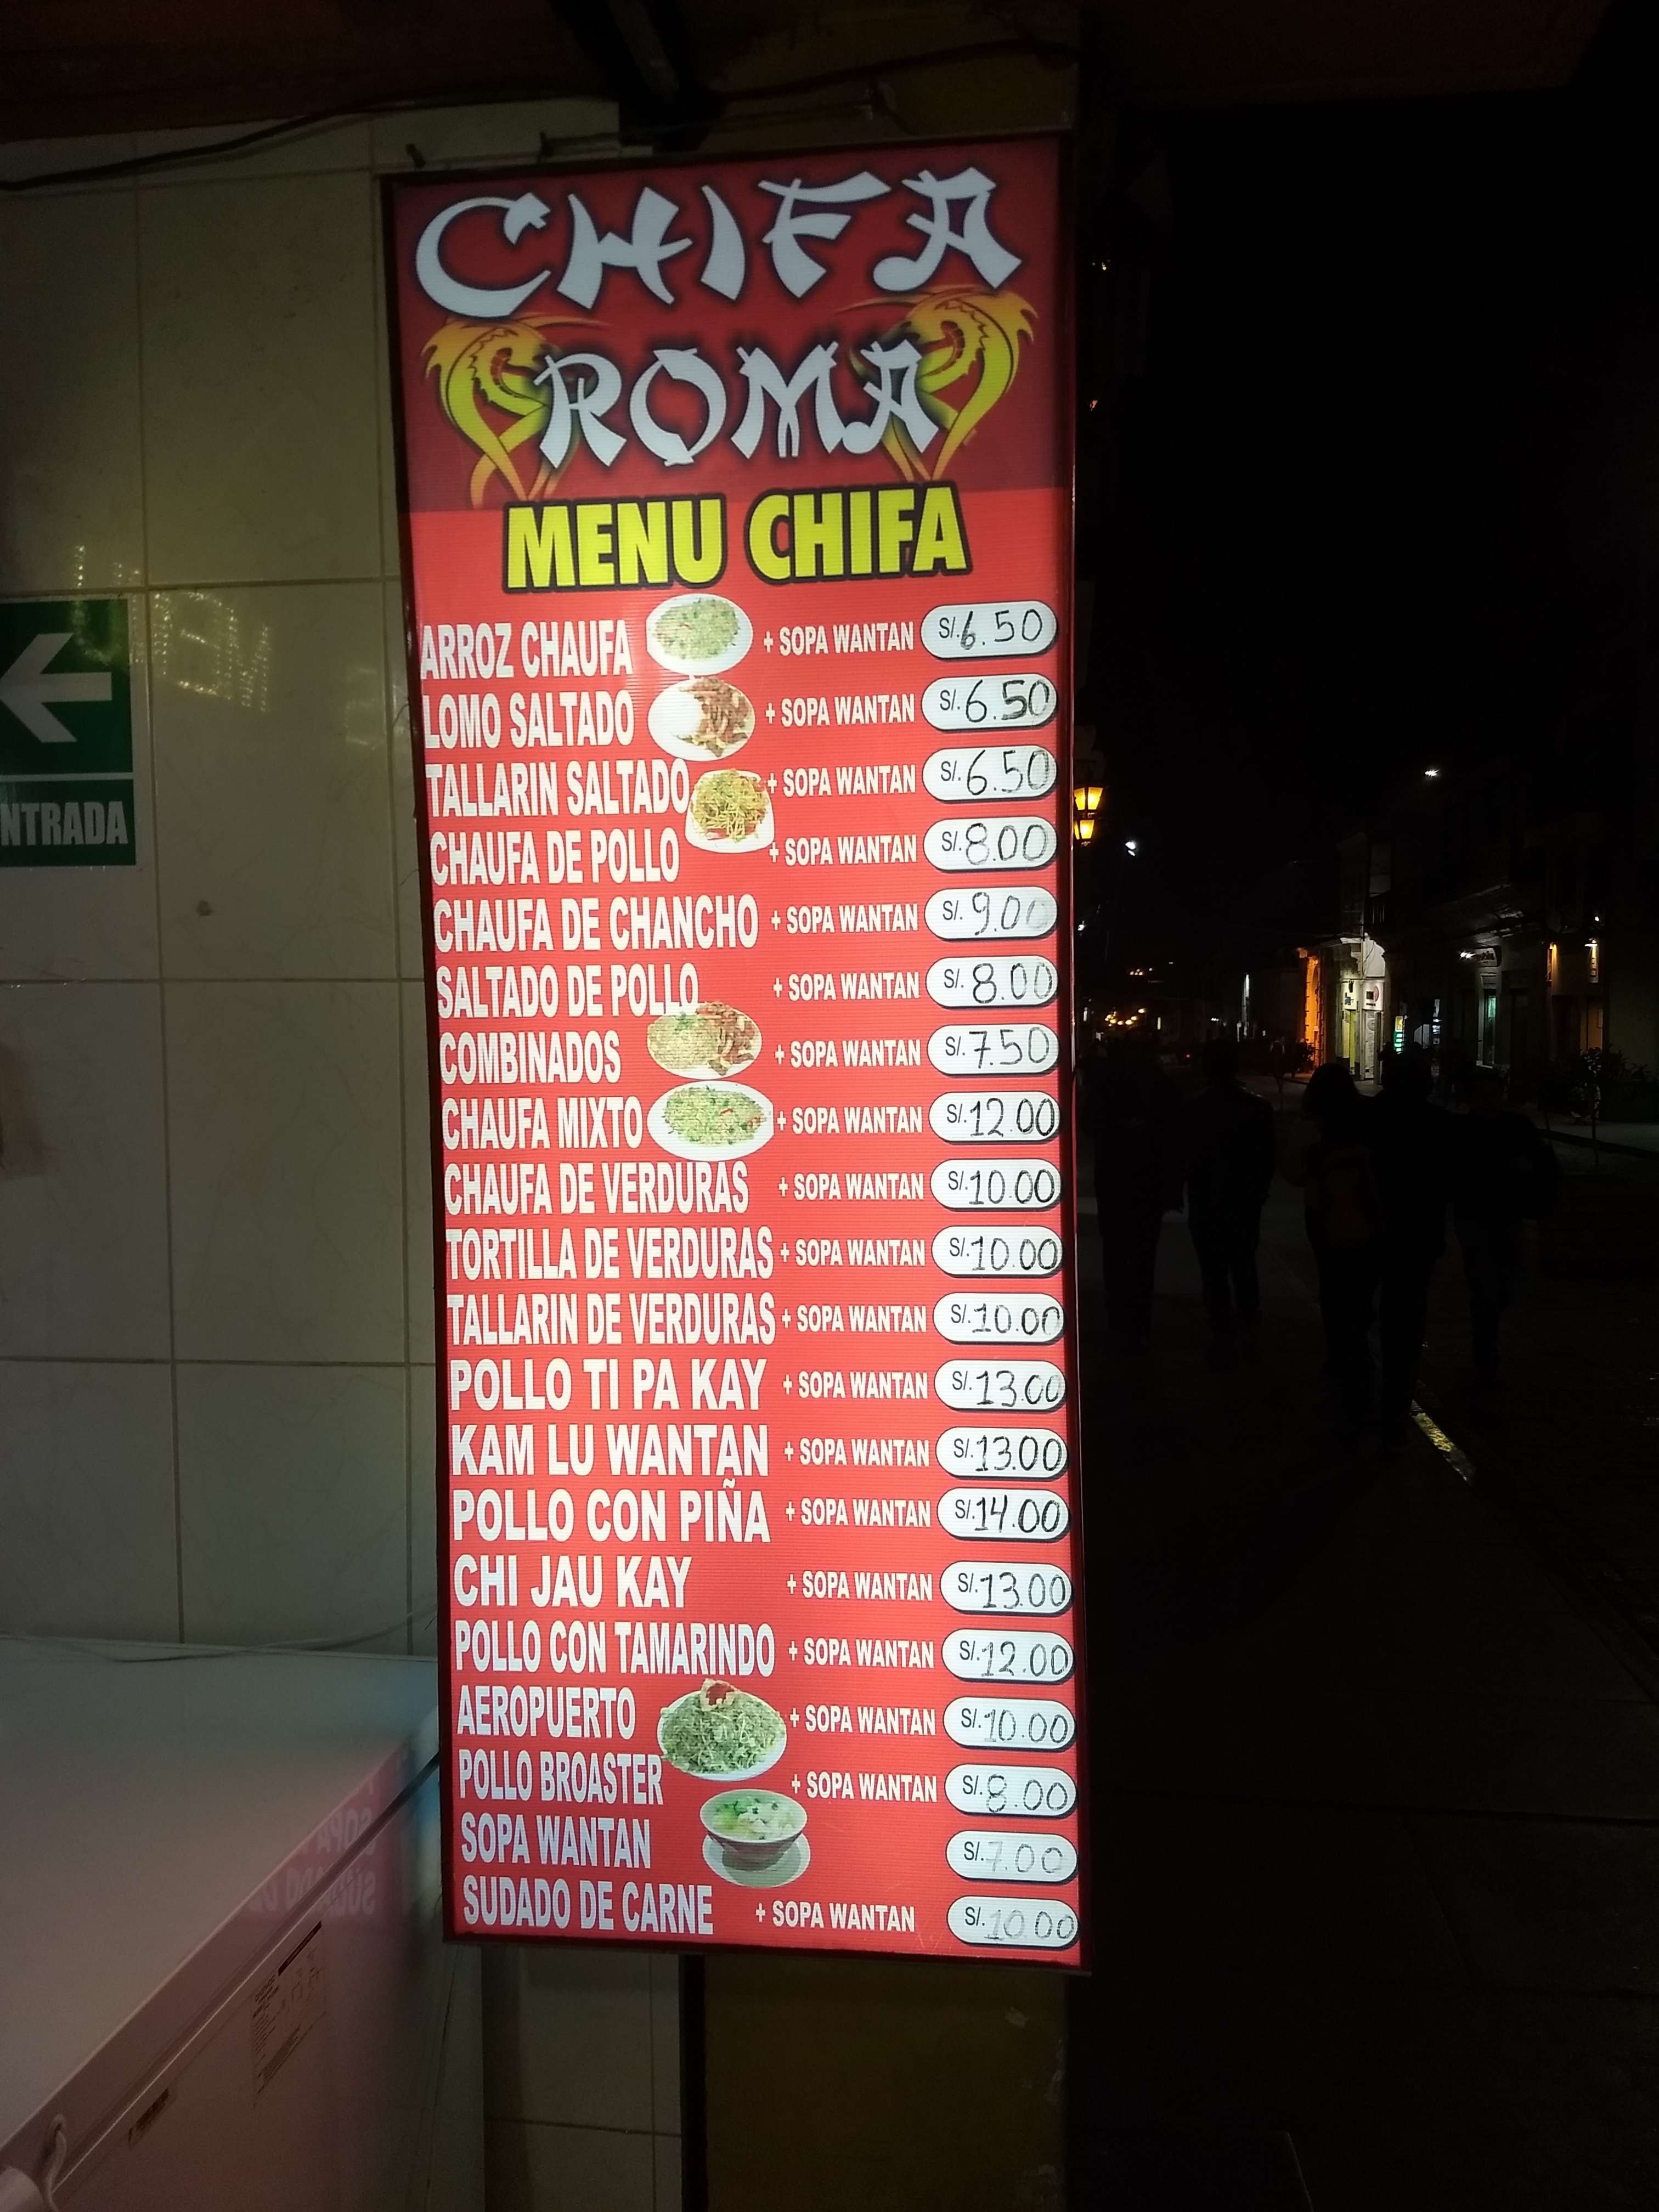 CHIFA
ROMA
MENU CHIFA
ARROZ CHAUFA + SOPA WANTAN S/. 6.50
LOMO SALTADO + SOPA WANTAN S/. 6.50
TALLARIN SALTADO + SOPA WANTAN S/. 6.50
CHAUFA DE POLLO + SOPA WANTAN S/. 8.00
CHAUFA DE CHANCHO + SOPA WANTAN S/. 9.00
SALTADO DE POLLO + SOPA WANTAN S/. 8.00
COMBINADOS + SOPA WANTAN S/. 7.50
CHAUFA MIXTO + SOPA WANTAN S/. 12.00
CHAUFA DE VERDURAS + SOPA WANTAN S/. 10.00
TORTILLA DE VERDURAS + SOPA WANTAN S/. 10.00
TALLARIN DE VERDURAS + SOPA WANTAN S/. 10.00
POLLO TI PA KAY + SOPA WANTAN S/. 13.00
KAM LU WANTAN + SOPA WANTAN S/. 13.00
POLLO CON PIÑA + SOPA WANTAN S/. 14.00
CHI JAU KAY + SOPA WANTAN S/. 13.00
POLLO CON TAMARINDO + SOPA WANTAN S/. 12.00
AEROPUERTO + SOPA WANTAN S/. 10.00
POLLO BROASTER + SOPA WANTAN S/. 8.00
SOPA WANTAN S/. 7.00
SUDADO DE CARNE + SOPA WANTAN S/. 10.00
NTRADA